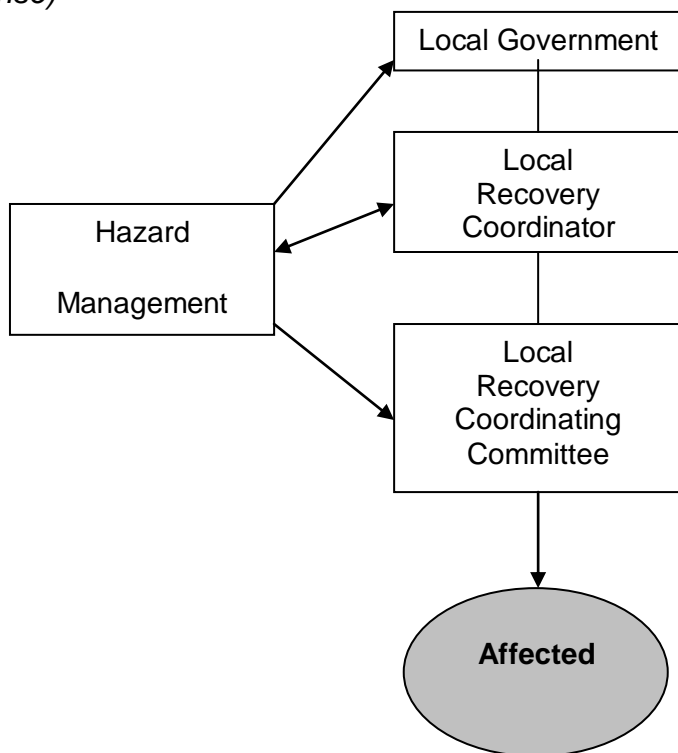 Local Government
Local
Recovery
Coordinator
Hazard
Management
Local
Recovery
Coordinating
Committee
Affected